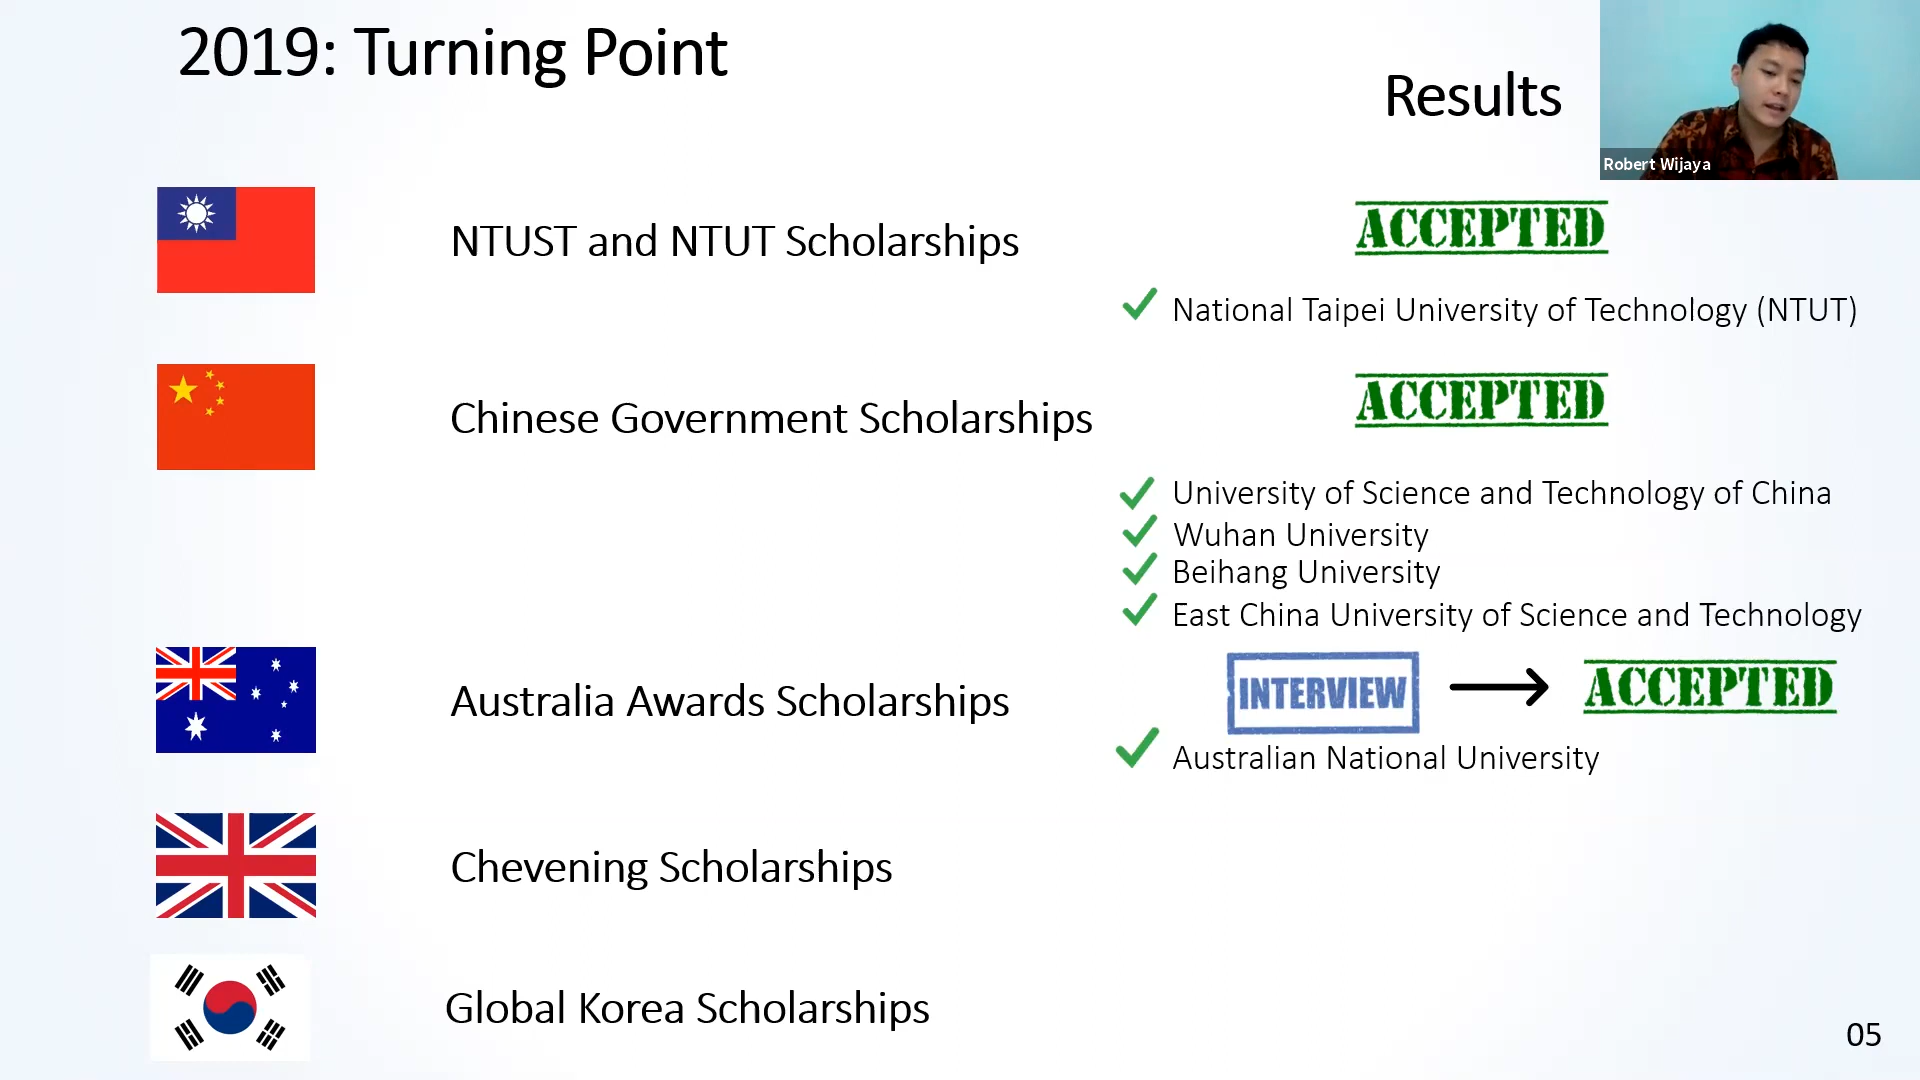 2019: Turning Point
Results
Robert Wijaya
NTUST and NTUT Scholarships
ACCEPTED
National Taipei University of Technology (NTUT)
Chinese Government Scholarships
ACCEPTED
University of Science and Technology of China
Wuhan University
Beihang University
East China University of Science and Technology
Australia Awards Scholarships
INTERVIEW
ACCEPTED
Australian National University
Chevening Scholarships
Global Korea Scholarships
05